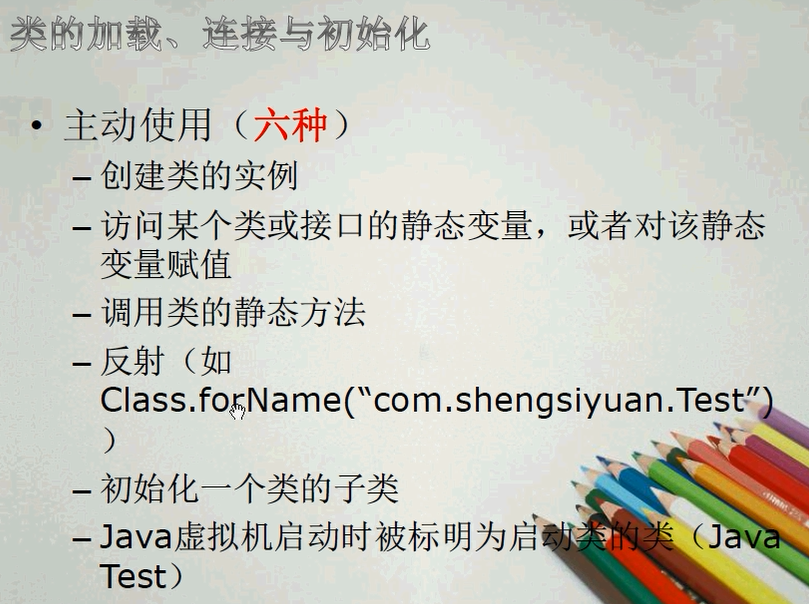 类的加载、连接与初始化
• 主动使用（六种）
– 创建类的实例
– 访问某个类或接口的静态变量，或者对该静态
变量赋值
– 调用类的静态方法
– 反射（如
Class.forName(“com.shengsiyuan.Test”)
）
– 初始化一个类的子类
– Java虚拟机启动时被标明为启动类的类（Java
Test）